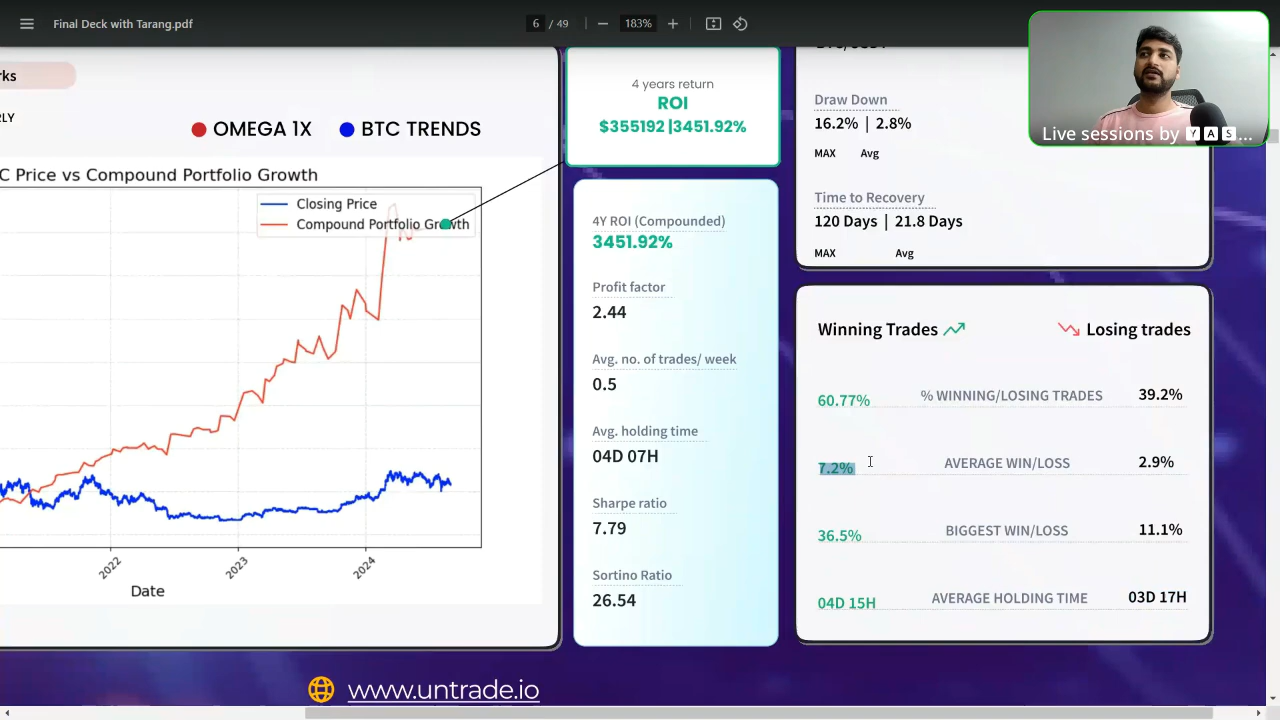 Final Deck with Tarang.pdf
6 / 49
183%
Live sessions by 🆈🅰🆂...
rks
RLY
OMEGA 1X
BTC TRENDS
C Price vs Compound Portfolio Growth
Closing Price
Compound Portfolio Growth
2022
2023
2024
Date
4 years return
ROI
$355192 |3451.92%
4Y ROI (Compounded)
3451.92%
Profit factor
2.44
Avg. no. of trades/ week
0.5
Avg. holding time
04D 07H
Sharpe ratio
7.79
Sortino Ratio
26.54
BTC/USDT
Draw Down
16.2% | 2.8%
MAX Avg
Time to Recovery
120 Days | 21.8 Days
MAX Avg
Winning Trades
Losing trades
60.77% % WINNING/LOSING TRADES 39.2%
7.2% AVERAGE WIN/LOSS 2.9%
36.5% BIGGEST WIN/LOSS 11.1%
04D 15H AVERAGE HOLDING TIME 03D 17H
www.untrade.io